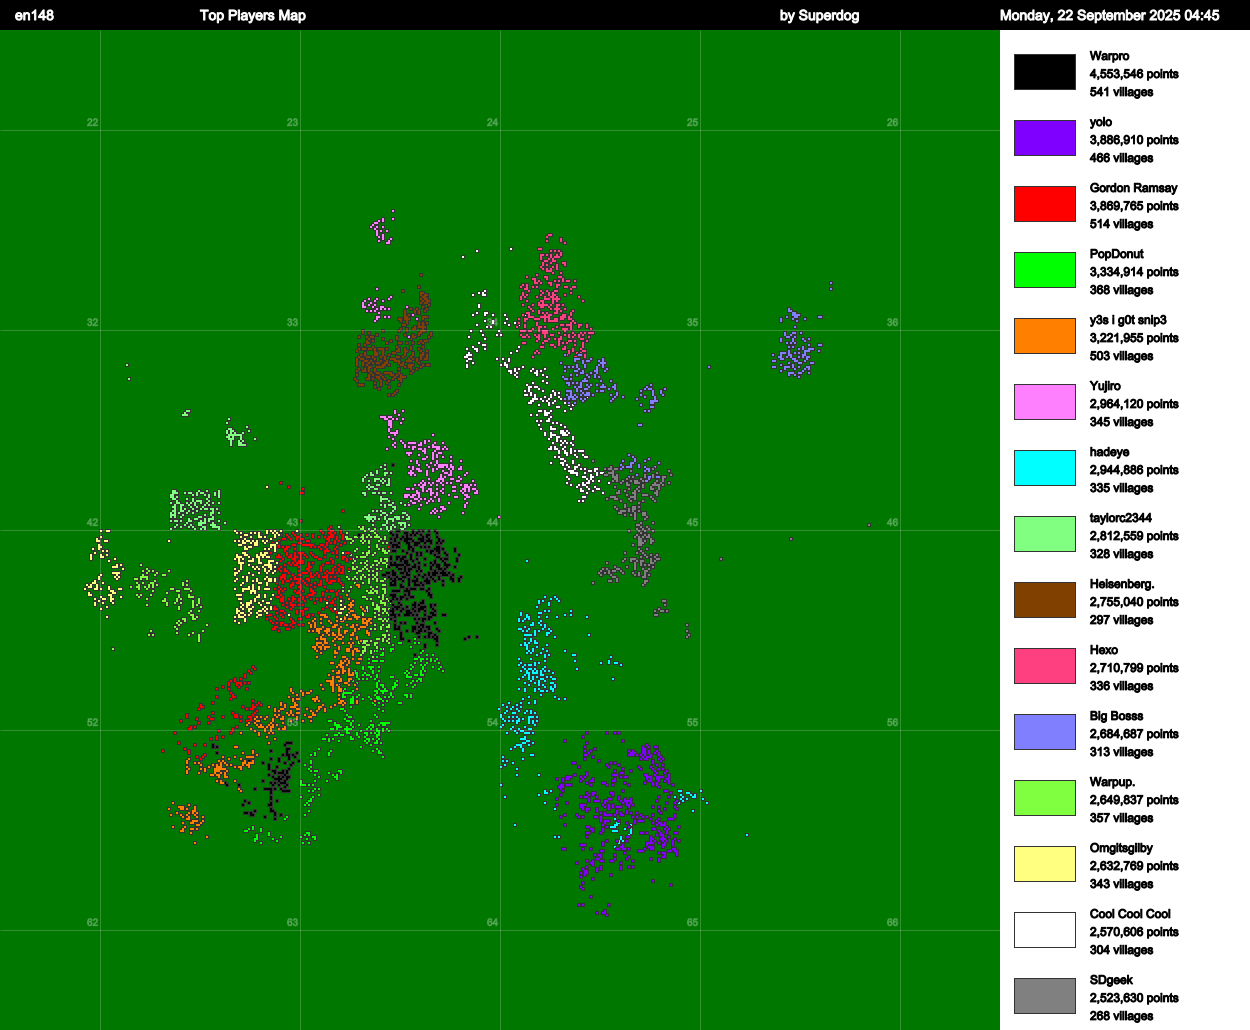 en148 Top Players Map by Superdog Monday, 22 September 2025 04:45
Warpro
4,553,546 points
541 villages
yolo
3,886,910 points
466 villages
Gordon Ramsay
3,869,765 points
514 villages
PopDonut
3,334,914 points
368 villages
y3s i g0t snip3
3,221,955 points
503 villages
Yujiro
2,964,120 points
345 villages
hadeye
2,944,886 points
335 villages
taylorc2344
2,812,559 points
328 villages
Heisenberg.
2,755,040 points
297 villages
Hexo
2,710,799 points
336 villages
Big Bosss
2,684,687 points
313 villages
Warpup.
2,649,837 points
357 villages
Omgitsgilby
2,632,769 points
343 villages
Cool Cool Cool
2,570,606 points
304 villages
SDgeek
2,523,630 points
268 villages
22 23 24 25 26
32 33 35 36
42 43 44 45 46
52 53 54 55 56
62 63 64 65 66